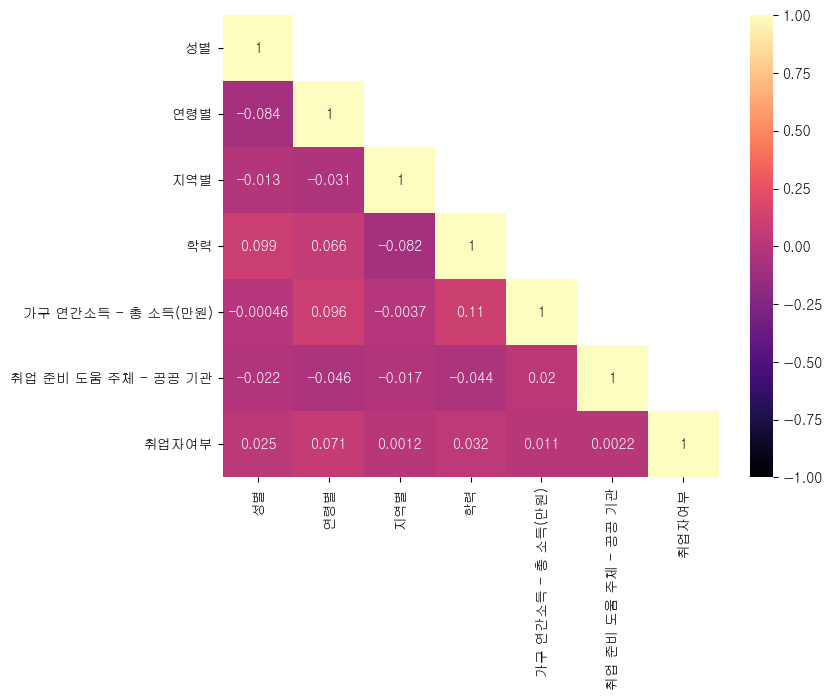 성별
1
연령별
-0.084
1
지역별
-0.013
-0.031
1
학력
0.099
0.066
-0.082
1
가구 연간소득 - 총 소득(만원)
-0.00046
0.096
-0.0037
0.11
1
취업 준비 도움 주체 - 공공 기관
-0.022
-0.046
-0.017
-0.044
0.02
1
취업자여부
0.025
0.071
0.0012
0.032
0.011
0.0022
1
성별
연령별
지역별
학력
가구 연간소득 - 총 소득(만원)
취업 준비 도움 주체 - 공공 기관
취업자여부
1.00
0.75
0.50
0.25
0.00
-0.25
-0.50
-0.75
-1.00